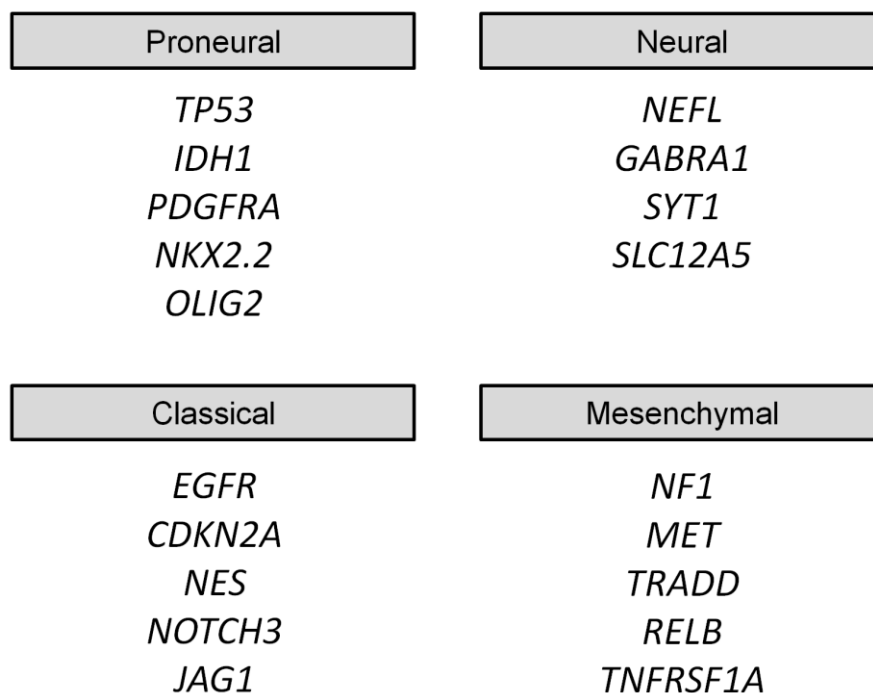 Proneural
TP53
IDH1
PDGFRA
NKX2.2
OLIG2
Neural
NEFL
GABRA1
SYT1
SLC12A5
Classical
EGFR
CDKN2A
NES
NOTCH3
JAG1
Mesenchymal
NF1
MET
TRADD
RELB
TNFRSF1A